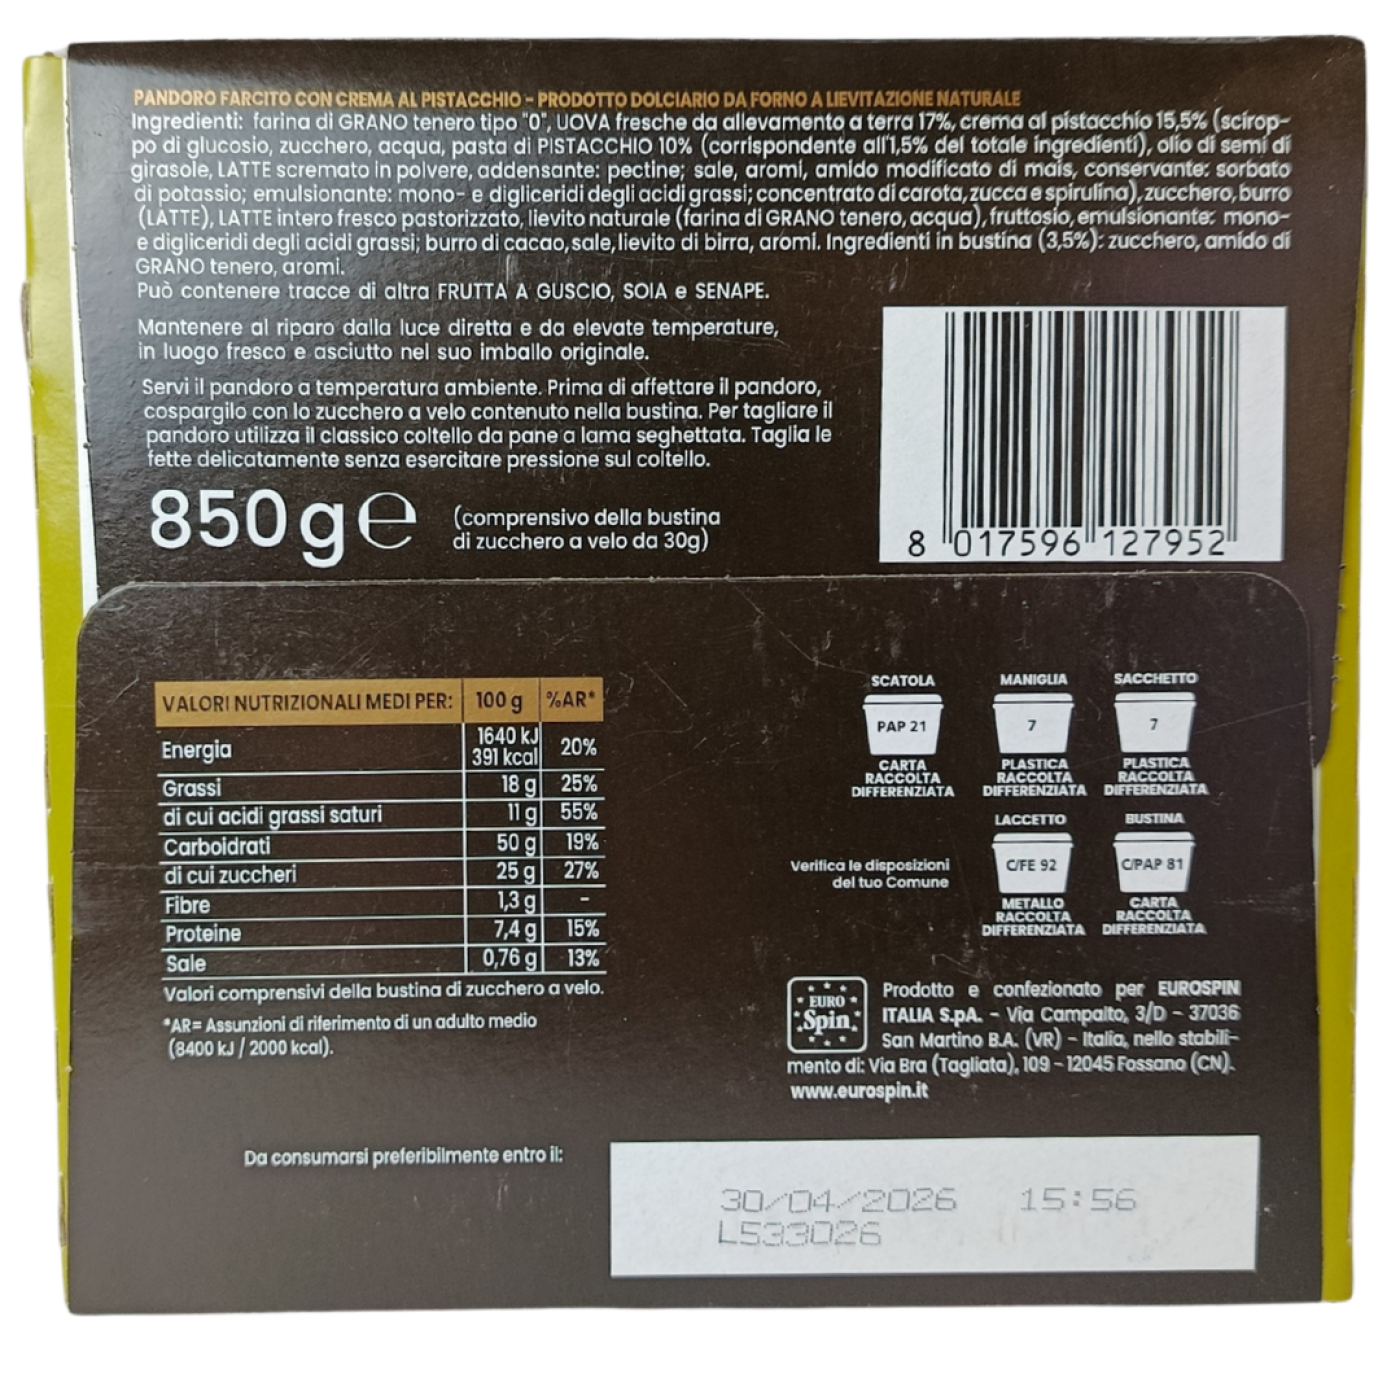 PANDORO FARCITO CON CREMA AL PISTACCHIO - PRODOTTO DOLCIARIO DA FORNO A LIEVITAZIONE NATURALE
Ingredienti: farina di GRANO tenero tipo "0", UOVA fresche da allevamento a terra 17%, crema al pistacchio 15,5% (scirop-
po di glucosio, zucchero, acqua, pasta di PISTACCHIO 10% (corrispondente all'1,5% del totale ingredienti), olio di semi di
girasole, LATTE scremato in polvere, addensante: pectine; sale, aromi, amido modificato di mais, conservante: sorbato
di potassio; emulsionante: mono- e digliceridi degli acidi grassi; concentrato di carota, zucca e spirulina), zucchero, burro
(LATTE), LATTE intero fresco pastorizzato, lievito naturale (farina di GRANO tenero, acqua), fruttosio, emulsionante: mono-
e digliceridi degli acidi grassi; burro di cacao, sale, lievito di birra, aromi. Ingredienti in bustina (3,5%): zucchero, amido di
GRANO tenero, aromi.
Può contenere tracce di altra FRUTTA A GUSCIO, SOIA e SENAPE.
Mantenere al riparo dalla luce diretta e da elevate temperature,
in luogo fresco e asciutto nel suo imballo originale.
Servi il pandoro a temperatura ambiente. Prima di affettare il pandoro,
cospargilo con lo zucchero a velo contenuto nella bustina. Per tagliare il
pandoro utilizza il classico coltello da pane a lama seghettata. Taglia le
fette delicatamente senza esercitare pressione sul coltello.
850 g e
(comprensivo della bustina
di zucchero a velo da 30g)
8 017596 127952
VALORI NUTRIZIONALI MEDI PER: 100 g %AR*
Energia 1640 kJ 391 kcal 20%
Grassi 18 g 25%
di cui acidi grassi saturi 11 g 55%
Carboidrati 50 g 19%
di cui zuccheri 25 g 27%
Fibre 1,3 g -
Proteine 7,4 g 15%
Sale 0,76 g 13%
Valori comprensivi della bustina di zucchero a velo.
*AR= Assunzioni di riferimento di un adulto medio
(8400 kJ / 2000 kcal).
SCATOLA MANIGLIA SACCHETTO
PAP 21 7 7
CARTA PLASTICA PLASTICA
RACCOLTA RACCOLTA RACCOLTA
DIFFERENZIATA DIFFERENZIATA DIFFERENZIATA
LACCETTO BUSTINA
Verifica le disposizioni
del tuo Comune
C/FE 92 C/PAP 81
METALLO CARTA
RACCOLTA RACCOLTA
DIFFERENZIATA DIFFERENZIATA
EURO
Spin
Prodotto e confezionato per EUROSPIN
ITALIA S.p.A. - Via Campalto, 3/D - 37036
San Martino B.A. (VR) - Italia, nello stabili-
mento di: Via Bra (Tagliata), 109 - 12045 Fossano (CN).
www.eurospin.it
Da consumarsi preferibilmente entro il:
30/04/2026 15:56
L533026